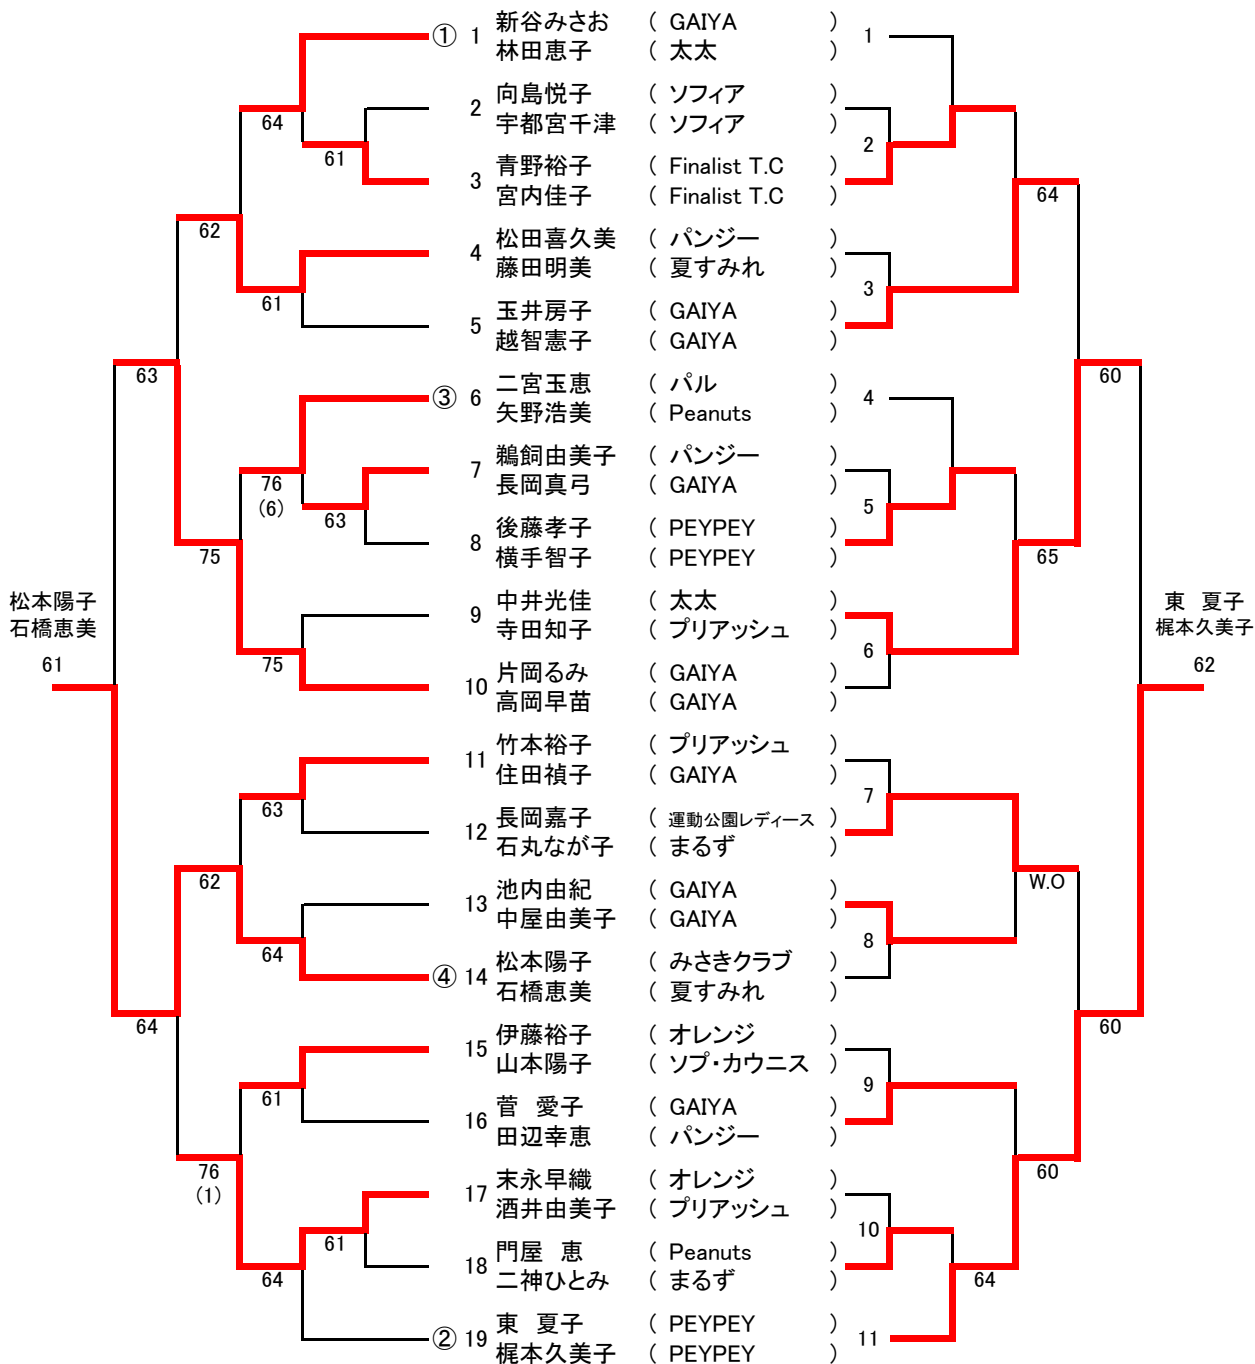 ① 1 新谷みさお ( GAIYA ) 1
林田恵子 ( 太太 )
64
2 向島悦子 ( ソフィア )
宇都宮千津 ( ソフィア )
61 2
3 青野裕子 ( Finalist T.C )
宮内佳子 ( Finalist T.C )
62 64
4 松田喜久美 ( パンジー )
藤田明美 ( 夏すみれ )
61 3
5 玉井房子 ( GAIYA )
越智憲子 ( GAIYA )
63 60
③ 6 二宮玉恵 ( パル ) 4
矢野浩美 ( Peanuts )
7 鵜飼由美子 ( パンジー )
長岡真弓 ( GAIYA )
76
(6)
63 5
8 後藤孝子 ( PEYPEY )
横手智子 ( PEYPEY )
75 65
9 中井光佳 ( 太太 )
寺田知子 ( プリアッシュ )
松本陽子
石橋恵美
61
東 夏子
梶本久美子
62
75 6
10 片岡るみ ( GAIYA )
高岡早苗 ( GAIYA )
11 竹本裕子 ( プリアッシュ )
住田禎子 ( GAIYA )
63 7
12 長岡嘉子 ( 運動公園レディース )
石丸なが子 ( まるず )
62 W.O
13 池内由紀 ( GAIYA )
中屋由美子 ( GAIYA )
64 8
④ 14 松本陽子 ( みさきクラブ )
石橋恵美 ( 夏すみれ )
64 60
15 伊藤裕子 ( オレンジ )
山本陽子 ( ソプ・カウニス )
61 9
16 菅 愛子 ( GAIYA )
田辺幸恵 ( パンジー )
76
(1)
60
17 末永早織 ( オレンジ )
酒井由美子 ( プリアッシュ )
61 10
18 門屋 恵 ( Peanuts )
二神ひとみ ( まるず )
64 64
② 19 東 夏子 ( PEYPEY ) 11
梶本久美子 ( PEYPEY )